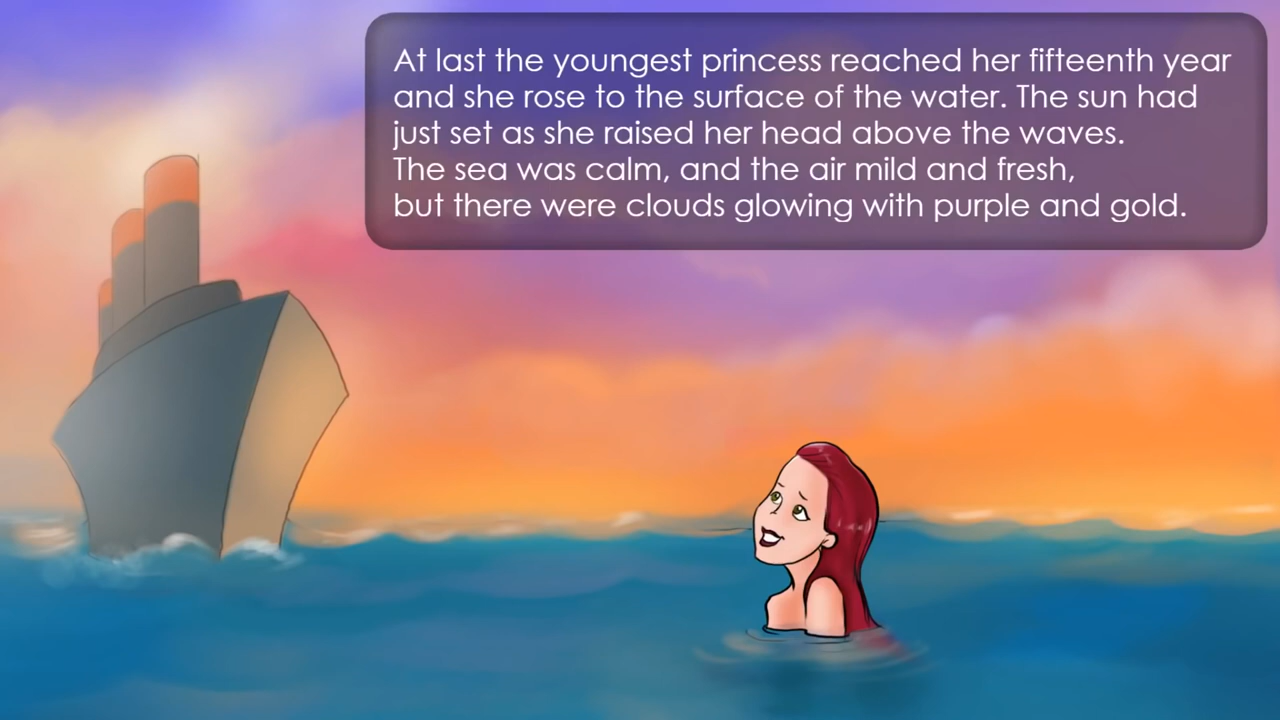 At last the youngest princess reached her fifteenth year
and she rose to the surface of the water. The sun had
just set as she raised her head above the waves.
The sea was calm, and the air mild and fresh,
but there were clouds glowing with purple and gold.